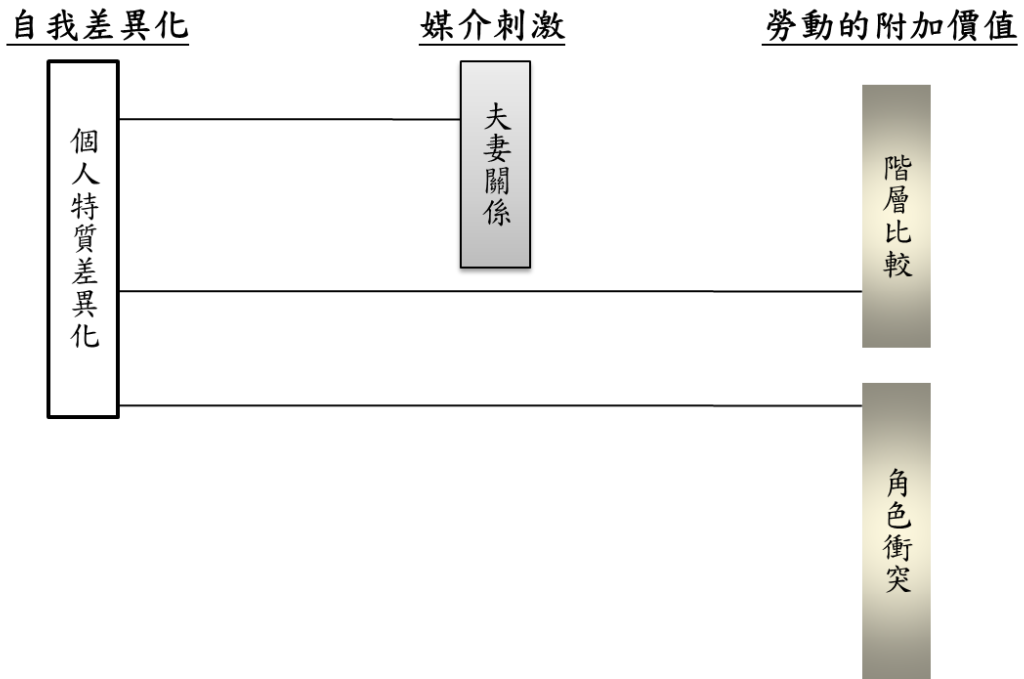 自我差異化
媒介刺激
勞動的附加價值
個人特質差異化
夫妻關係
階層比較
角色衝突